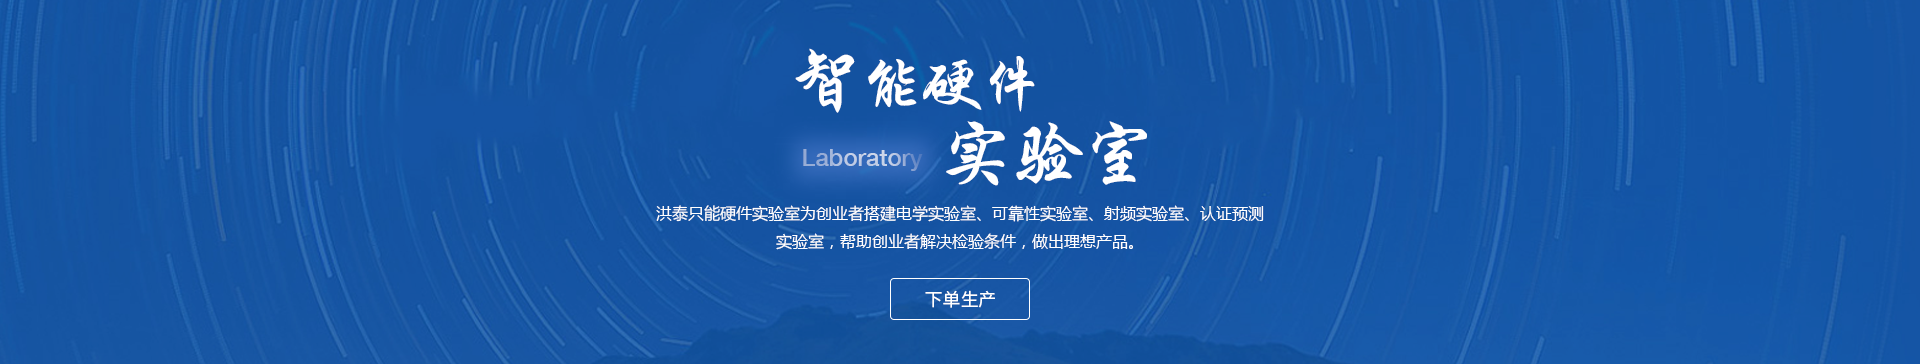 智能硬件
Laboratory 实验室
洪泰只能硬件实验室为创业者搭建电学实验室、可靠性实验室、射频实验室、认证预测
实验室，帮助创业者解决检验条件，做出理想产品。
下单生产